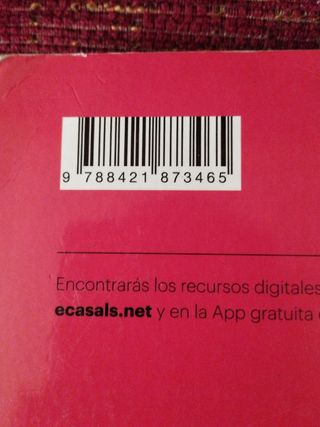 9 788421 873465
Encontrarás los recursos digitales
ecasals.net y en la App gratuita